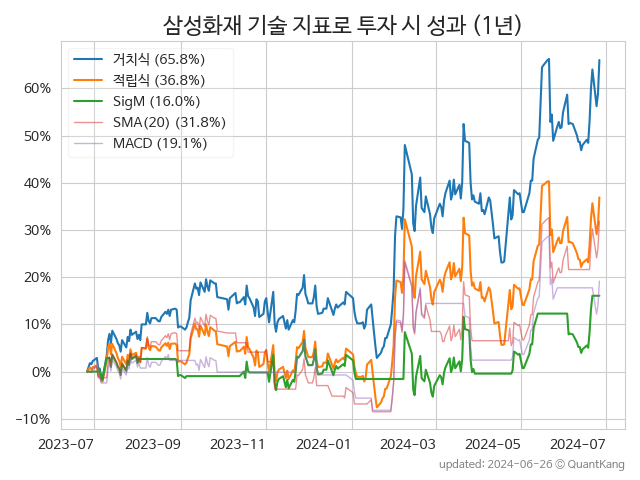 삼성화재 기술 지표로 투자 시 성과 (1년)
거치식 (65.8%)
적립식 (36.8%)
SigM (16.0%)
SMA(20) (31.8%)
MACD (19.1%)
60%
50%
40%
30%
20%
10%
0%
−10%
2023-07 2023-09 2023-11 2024-01 2024-03 2024-05 2024-07
updated: 2024-06-26 ⓒ QuantKang